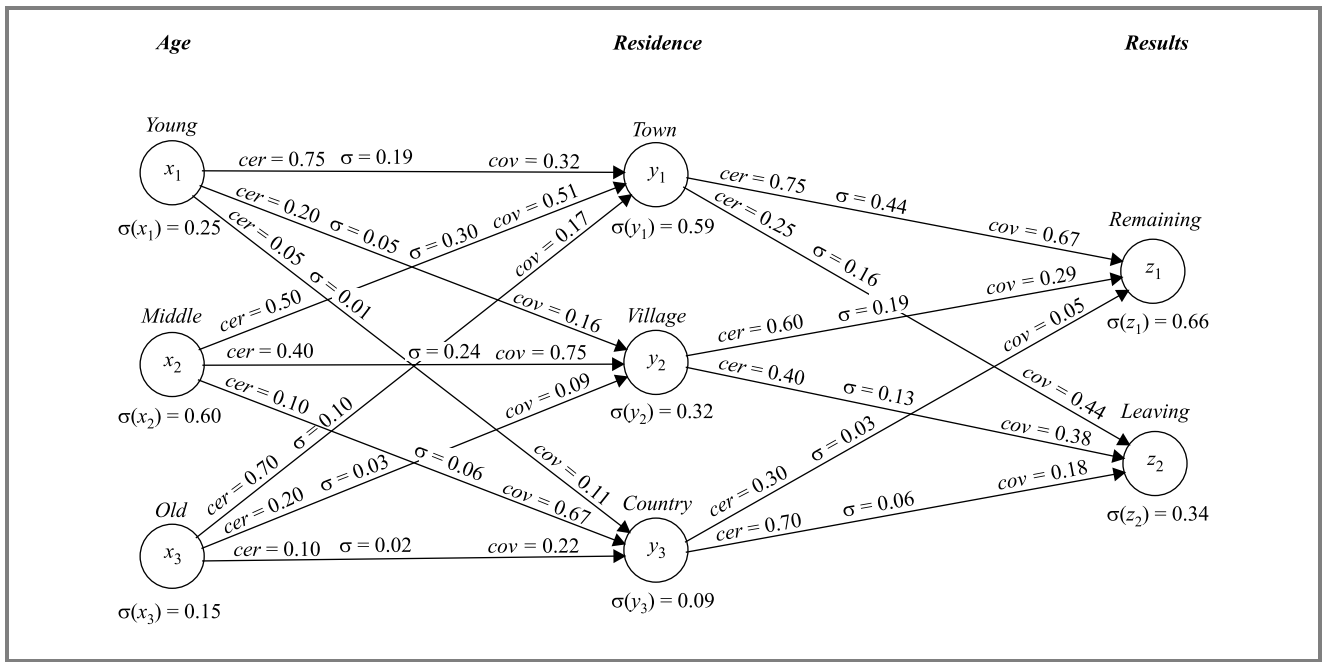 Age Residence Results
Young
x1
σ(x1) = 0.25
cer = 0.75 σ = 0.19 cov = 0.32
cer = 0.20 σ = 0.05 cov = 0.16
cer = 0.05 σ = 0.01 cov = 0.11
Middle
x2
σ(x2) = 0.60
cer = 0.50 σ = 0.30 cov = 0.51
cer = 0.40 σ = 0.24 cov = 0.75
cer = 0.10 σ = 0.06 cov = 0.67
Old
x3
σ(x3) = 0.15
cer = 0.70 σ = 0.10 cov = 0.17
cer = 0.20 σ = 0.03 cov = 0.09
cer = 0.10 σ = 0.02 cov = 0.22
Town
y1
σ(y1) = 0.59
cer = 0.75 σ = 0.44 cov = 0.67
cer = 0.25 σ = 0.16 cov = 0.44
Village
y2
σ(y2) = 0.32
cer = 0.60 σ = 0.19 cov = 0.29
cer = 0.40 σ = 0.13 cov = 0.38
Country
y3
σ(y3) = 0.09
cer = 0.30 σ = 0.03 cov = 0.05
cer = 0.70 σ = 0.06 cov = 0.18
Remaining
z1
σ(z1) = 0.66
Leaving
z2
σ(z2) = 0.34